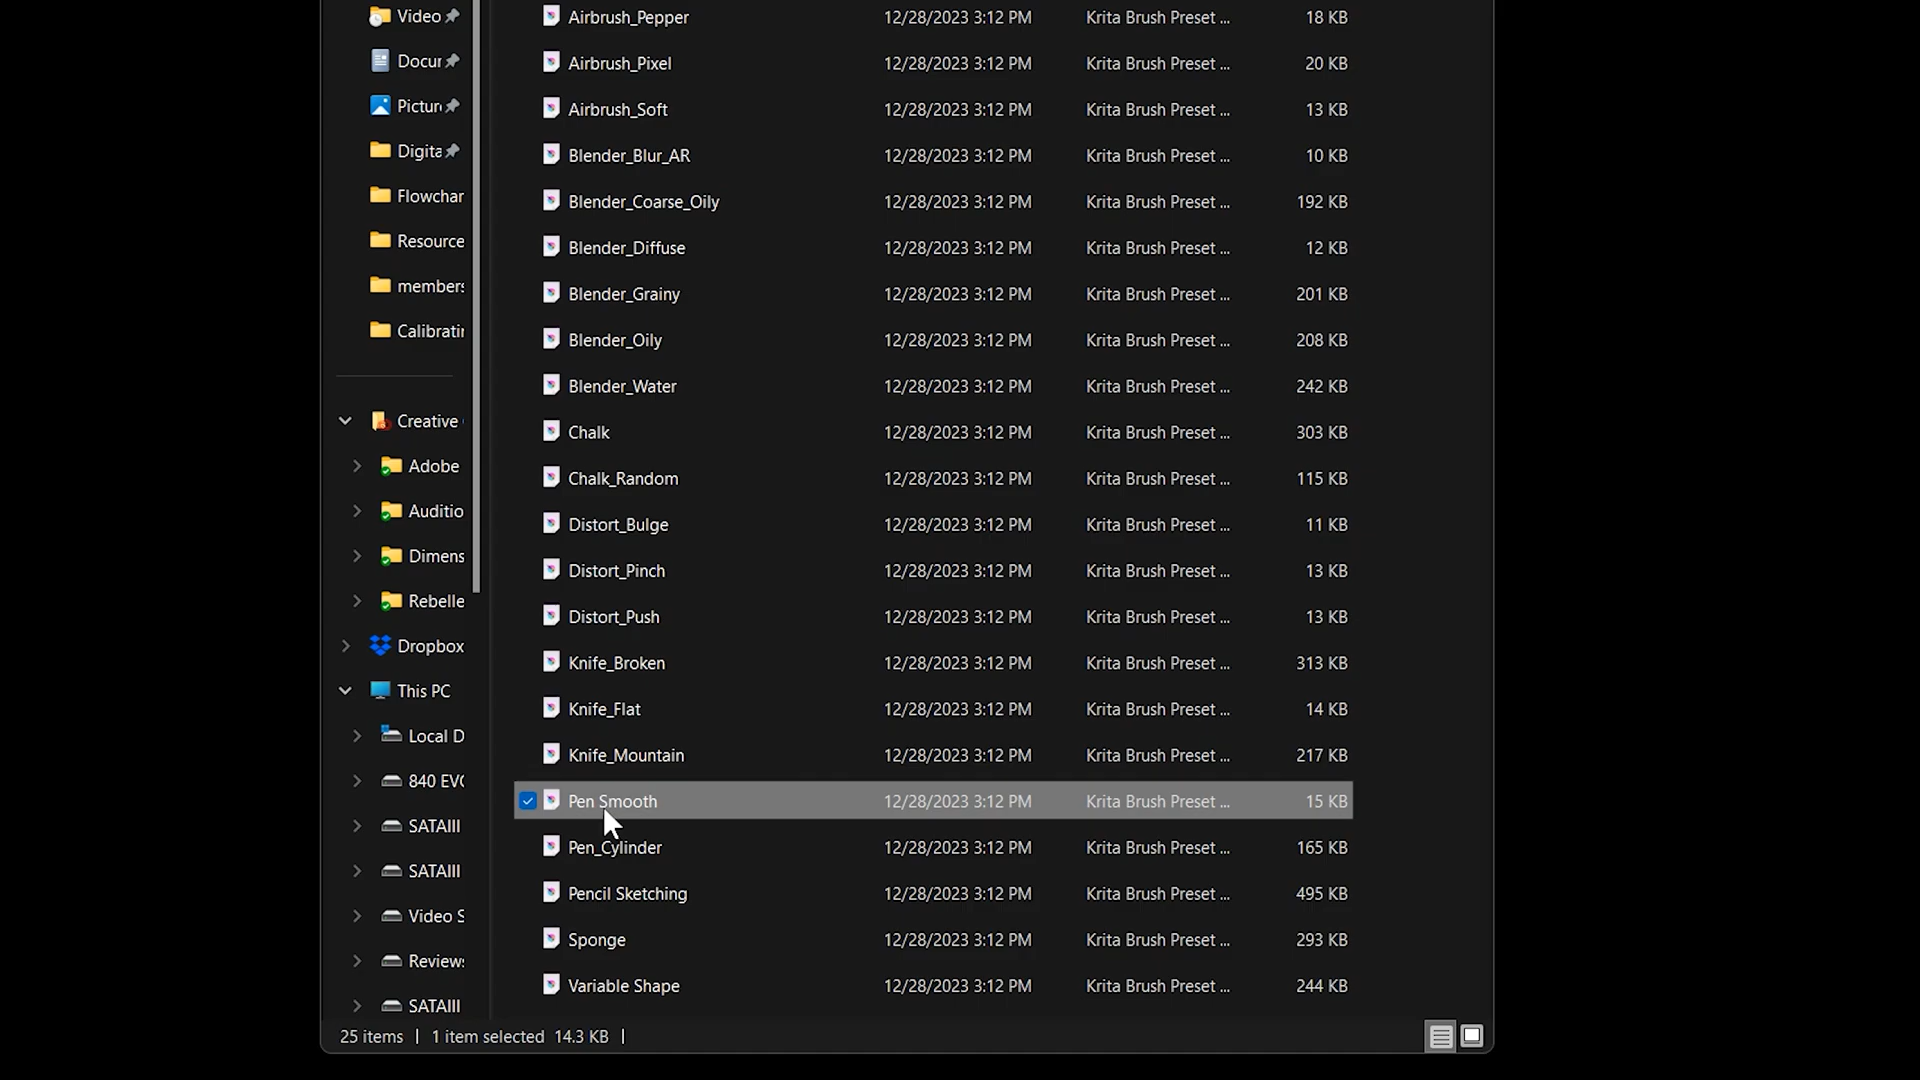 Video
Docur
Pictur
Digita
Flowchar
Resource
members
Calibratin
Creative
Adobe
Auditio
Dimens
Rebelle
Dropbox
This PC
Local D
840 EVO
SATAIII
SATAIII
Video S
Reviews
SATAIII
Airbrush_Pepper 12/28/2023 3:12 PM Krita Brush Preset ... 18 KB
Airbrush_Pixel 12/28/2023 3:12 PM Krita Brush Preset ... 20 KB
Airbrush_Soft 12/28/2023 3:12 PM Krita Brush Preset ... 13 KB
Blender_Blur_AR 12/28/2023 3:12 PM Krita Brush Preset ... 10 KB
Blender_Coarse_Oily 12/28/2023 3:12 PM Krita Brush Preset ... 192 KB
Blender_Diffuse 12/28/2023 3:12 PM Krita Brush Preset ... 12 KB
Blender_Grainy 12/28/2023 3:12 PM Krita Brush Preset ... 201 KB
Blender_Oily 12/28/2023 3:12 PM Krita Brush Preset ... 208 KB
Blender_Water 12/28/2023 3:12 PM Krita Brush Preset ... 242 KB
Chalk 12/28/2023 3:12 PM Krita Brush Preset ... 303 KB
Chalk_Random 12/28/2023 3:12 PM Krita Brush Preset ... 115 KB
Distort_Bulge 12/28/2023 3:12 PM Krita Brush Preset ... 11 KB
Distort_Pinch 12/28/2023 3:12 PM Krita Brush Preset ... 13 KB
Distort_Push 12/28/2023 3:12 PM Krita Brush Preset ... 13 KB
Knife_Broken 12/28/2023 3:12 PM Krita Brush Preset ... 313 KB
Knife_Flat 12/28/2023 3:12 PM Krita Brush Preset ... 14 KB
Knife_Mountain 12/28/2023 3:12 PM Krita Brush Preset ... 217 KB
Pen Smooth 12/28/2023 3:12 PM Krita Brush Preset ... 15 KB
Pen_Cylinder 12/28/2023 3:12 PM Krita Brush Preset ... 165 KB
Pencil Sketching 12/28/2023 3:12 PM Krita Brush Preset ... 495 KB
Sponge 12/28/2023 3:12 PM Krita Brush Preset ... 293 KB
Variable Shape 12/28/2023 3:12 PM Krita Brush Preset ... 244 KB
25 items | 1 item selected 14.3 KB |